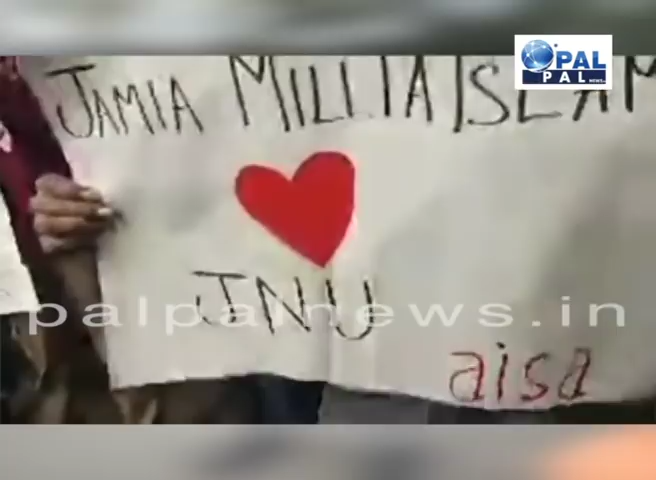 PAL
PAL NEWS
JAMIA MILLIA ISLAM
JNU
palpalnews.in
aisa